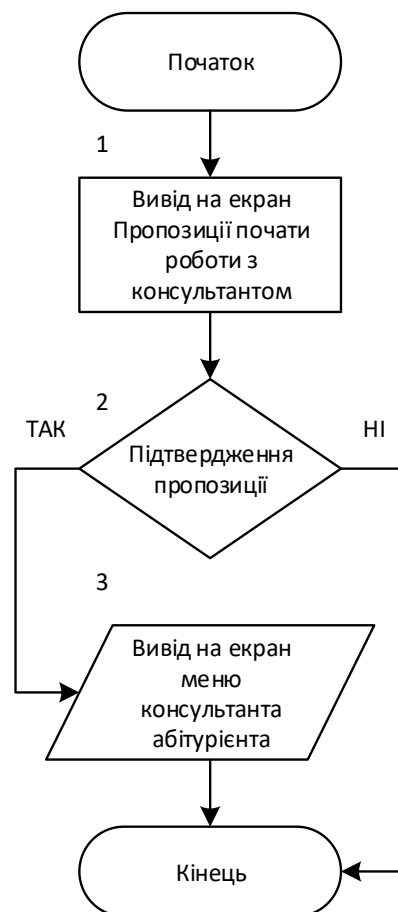 Початок
1
Вивід на екран
Пропозиції почати
роботи з
консультантом
2
ТАК
НІ
Підтвердження
пропозиції
3
Вивід на екран
меню
консультанта
абітурієнта
Кінець